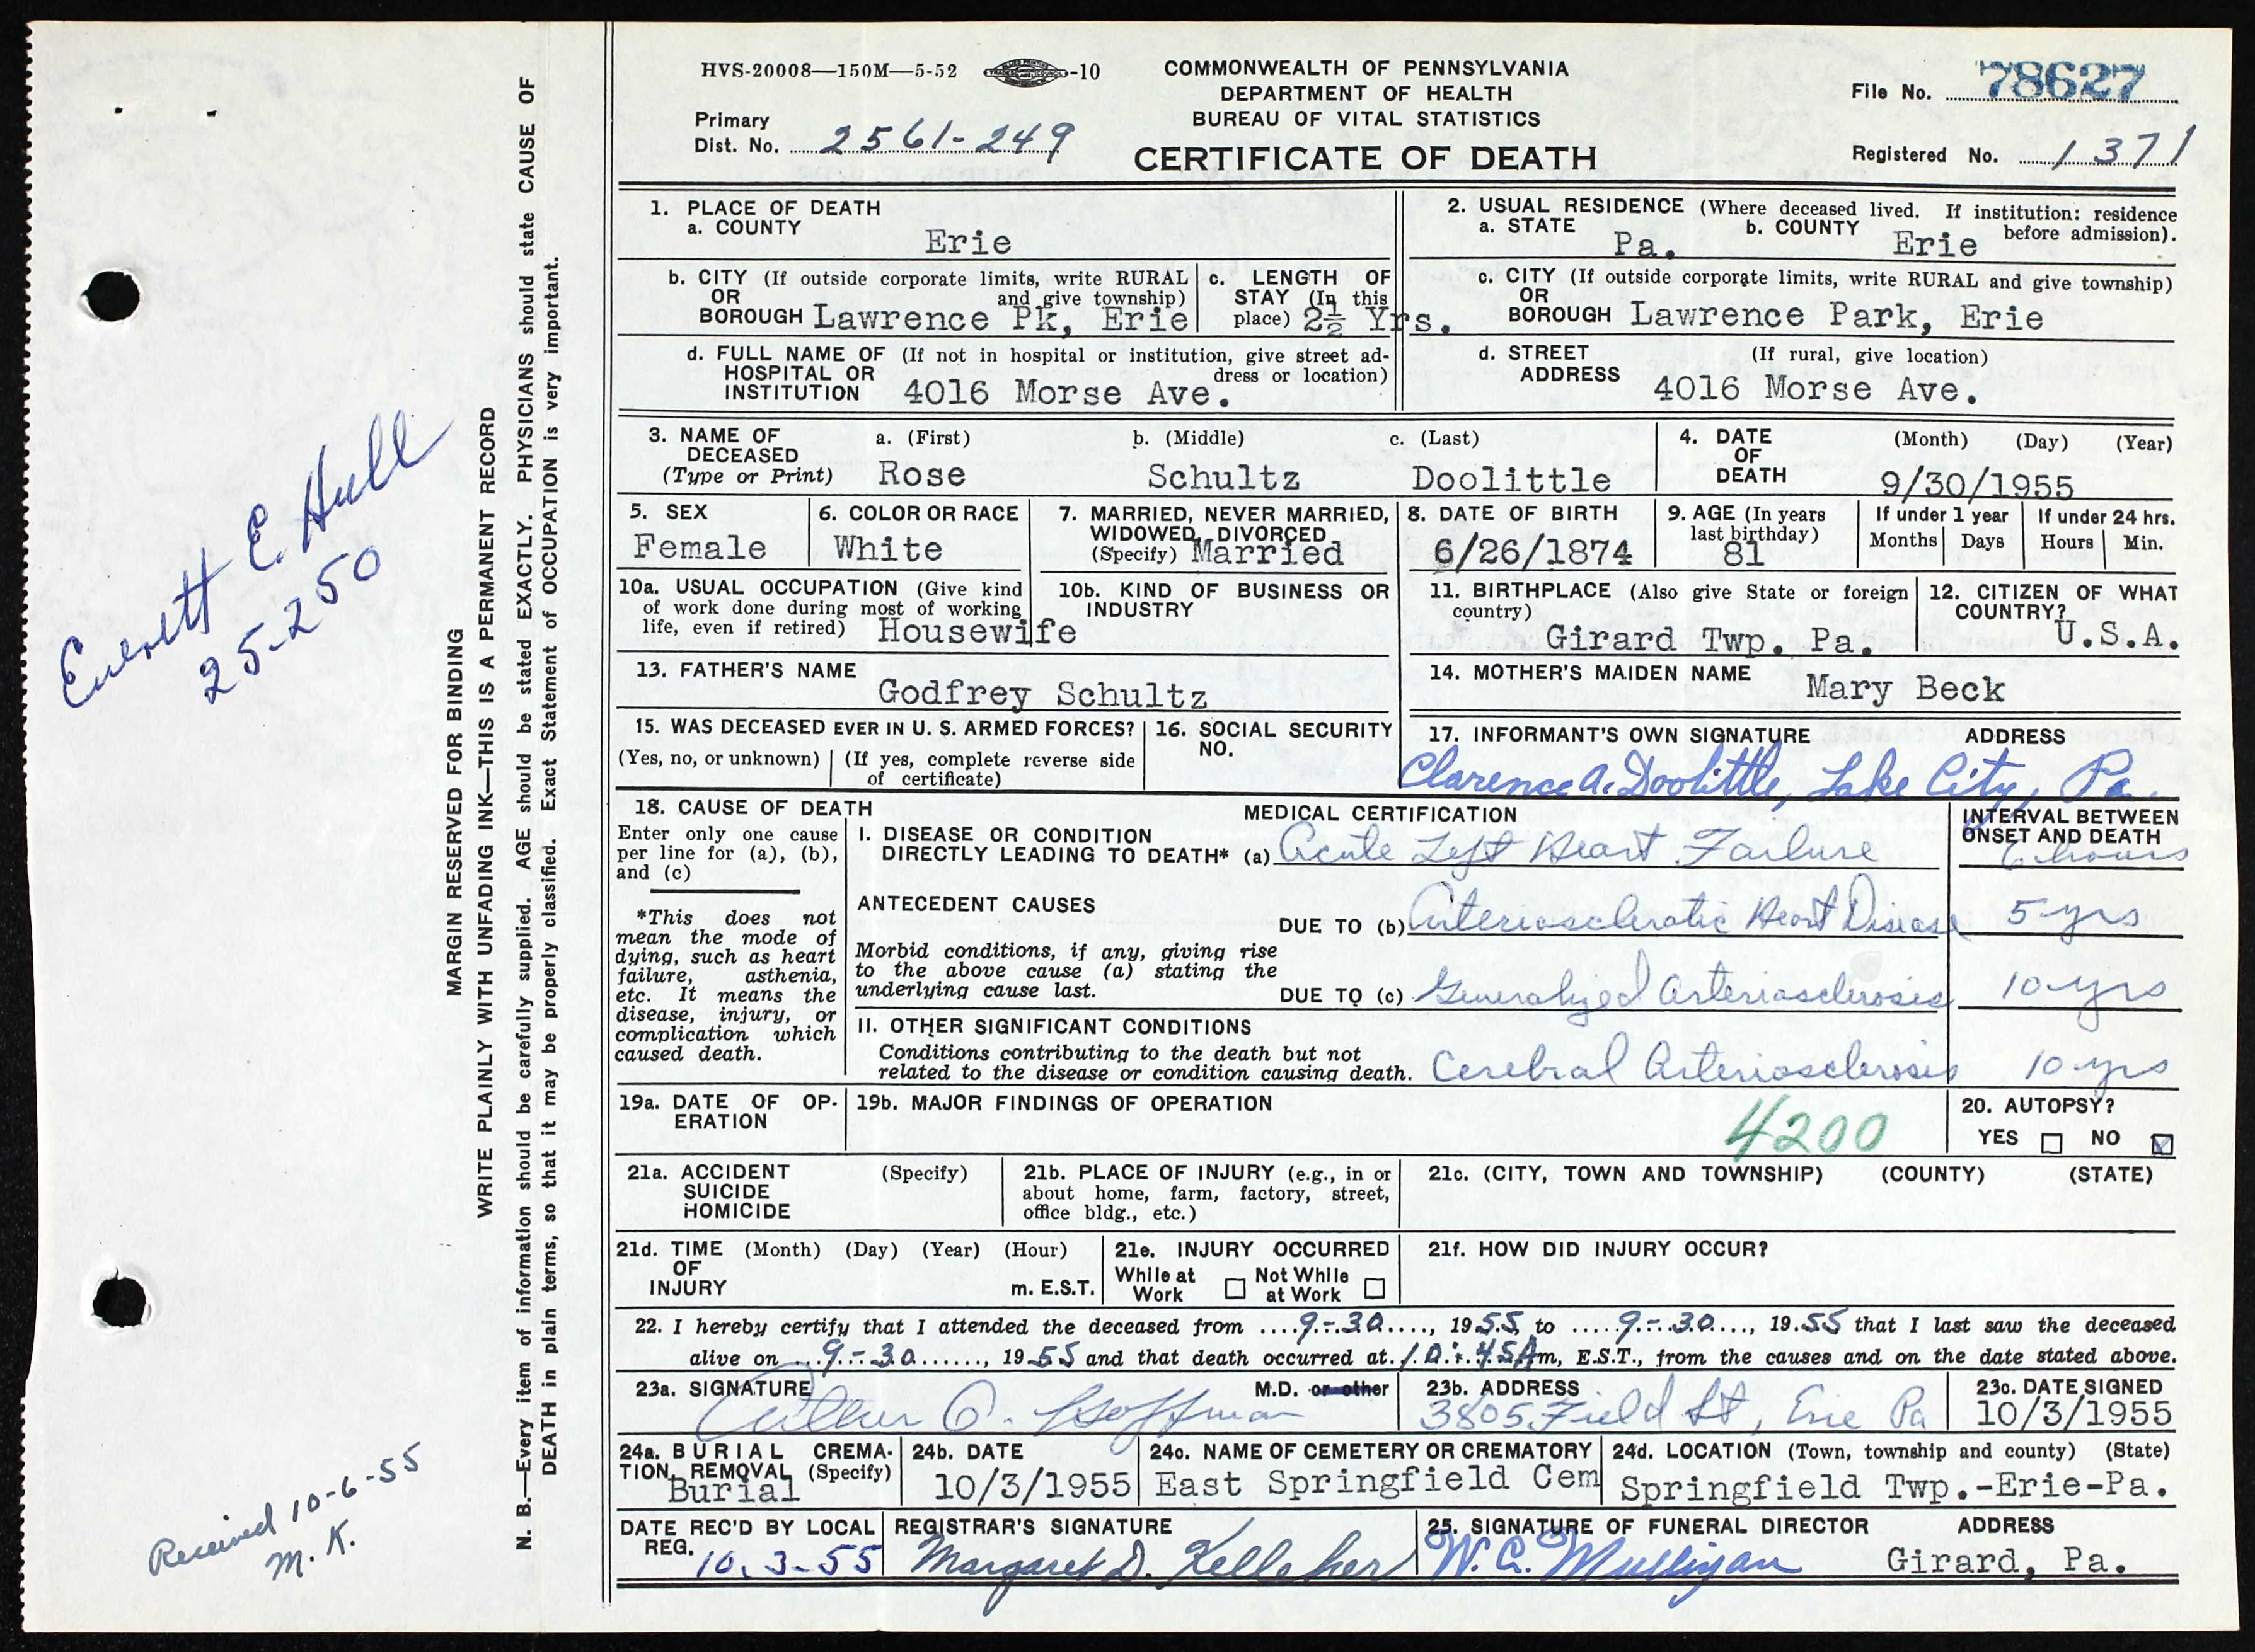 HVS-20008—150M—5-52 -10
COMMONWEALTH OF PENNSYLVANIA
DEPARTMENT OF HEALTH
BUREAU OF VITAL STATISTICS
CERTIFICATE OF DEATH
Primary
Dist. No. 2561-249
File No. 78627
Registered No. 1371
1. PLACE OF DEATH
a. COUNTY
Erie
2. USUAL RESIDENCE (Where deceased lived. If institution: residence
before admission).
a. STATE Pa. b. COUNTY Erie
b. CITY (If outside corporate limits, write RURAL
OR and give township)
BOROUGH Lawrence Pk, Erie
c. LENGTH OF
STAY (In this
place) 2½ Yrs.
c. CITY (If outside corporate limits, write RURAL and give township)
OR
BOROUGH Lawrence Park, Erie
d. FULL NAME OF (If not in hospital or institution, give street ad-
HOSPITAL OR dress or location)
INSTITUTION 4016 Morse Ave.
d. STREET (If rural, give location)
ADDRESS 4016 Morse Ave.
3. NAME OF a. (First) b. (Middle) c. (Last)
DECEASED
(Type or Print) Rose Schultz Doolittle
4. DATE (Month) (Day) (Year)
OF
DEATH 9/30/1955
5. SEX
Female
6. COLOR OR RACE
White
7. MARRIED, NEVER MARRIED,
WIDOWED, DIVORCED
(Specify) Married
8. DATE OF BIRTH
6/26/1874
9. AGE (In years
last birthday)
81
If under 1 year
Months Days
If under 24 hrs.
Hours Min.
10a. USUAL OCCUPATION (Give kind
of work done during most of working
life, even if retired) Housewife
10b. KIND OF BUSINESS OR
INDUSTRY
11. BIRTHPLACE (Also give State or foreign
country)
Girard Twp. Pa.
12. CITIZEN OF WHAT
COUNTRY?
U.S.A.
13. FATHER'S NAME
Godfrey Schultz
14. MOTHER'S MAIDEN NAME Mary Beck
15. WAS DECEASED EVER IN U. S. ARMED FORCES?
(Yes, no, or unknown) (If yes, complete reverse side
of certificate)
16. SOCIAL SECURITY
NO.
17. INFORMANT'S OWN SIGNATURE ADDRESS
Clarence A. Doolittle, Lake City, Pa.
18. CAUSE OF DEATH
Enter only one cause
per line for (a), (b),
and (c)
*This does not
mean the mode of
dying, such as heart
failure, asthenia,
etc. It means the
disease, injury, or
complication which
caused death.
MEDICAL CERTIFICATION
INTERVAL BETWEEN
ONSET AND DEATH
I. DISEASE OR CONDITION
DIRECTLY LEADING TO DEATH* (a) Acute Left Heart Failure 6 hours
ANTECEDENT CAUSES
DUE TO (b) Arteriosclerotic Heart Disease 5 yrs
Morbid conditions, if any, giving rise
to the above cause (a) stating the
underlying cause last.
DUE TO (c) Generalized Arteriosclerosis 10 yrs
II. OTHER SIGNIFICANT CONDITIONS
Conditions contributing to the death but not
related to the disease or condition causing death. Cerebral Arteriosclerosis 10 yrs
19a. DATE OF OP-
ERATION
19b. MAJOR FINDINGS OF OPERATION
4200
20. AUTOPSY?
YES NO
21a. ACCIDENT (Specify)
SUICIDE
HOMICIDE
21b. PLACE OF INJURY (e.g., in or
about home, farm, factory, street,
office bldg., etc.)
21c. (CITY, TOWN AND TOWNSHIP) (COUNTY) (STATE)
21d. TIME (Month) (Day) (Year) (Hour)
OF
INJURY m. E.S.T.
21e. INJURY OCCURRED
While at Not While
Work at Work
21f. HOW DID INJURY OCCUR?
22. I hereby certify that I attended the deceased from 9-30, 1955 to 9-30, 1955 that I last saw the deceased
alive on 9-30, 1955 and that death occurred at 10:45 Am, E.S.T., from the causes and on the date stated above.
23a. SIGNATURE M.D. or other
Arthur O. Hoffman
23b. ADDRESS
3805 Field St, Erie Pa
23c. DATE SIGNED
10/3/1955
24a. BURIAL CREMA-
TION, REMOVAL (Specify)
Burial
24b. DATE
10/3/1955
24c. NAME OF CEMETERY OR CREMATORY
East Springfield Cem
24d. LOCATION (Town, township and county) (State)
Springfield Twp.-Erie-Pa.
DATE REC'D BY LOCAL
REG.
10-3-55
REGISTRAR'S SIGNATURE
Margaret D. Kelleher
25. SIGNATURE OF FUNERAL DIRECTOR ADDRESS
W. C. Mulligan Girard, Pa.
MARGIN RESERVED FOR BINDING
WRITE PLAINLY WITH UNFADING INK—THIS IS A PERMANENT RECORD
N. B.—Every item of information should be carefully supplied. AGE should be stated EXACTLY. PHYSICIANS should state CAUSE OF
DEATH in plain terms, so that it may be properly classified. Exact Statement of OCCUPATION is very important.
Everett E. Hull
25-250
Received 10-6-55
M. K.